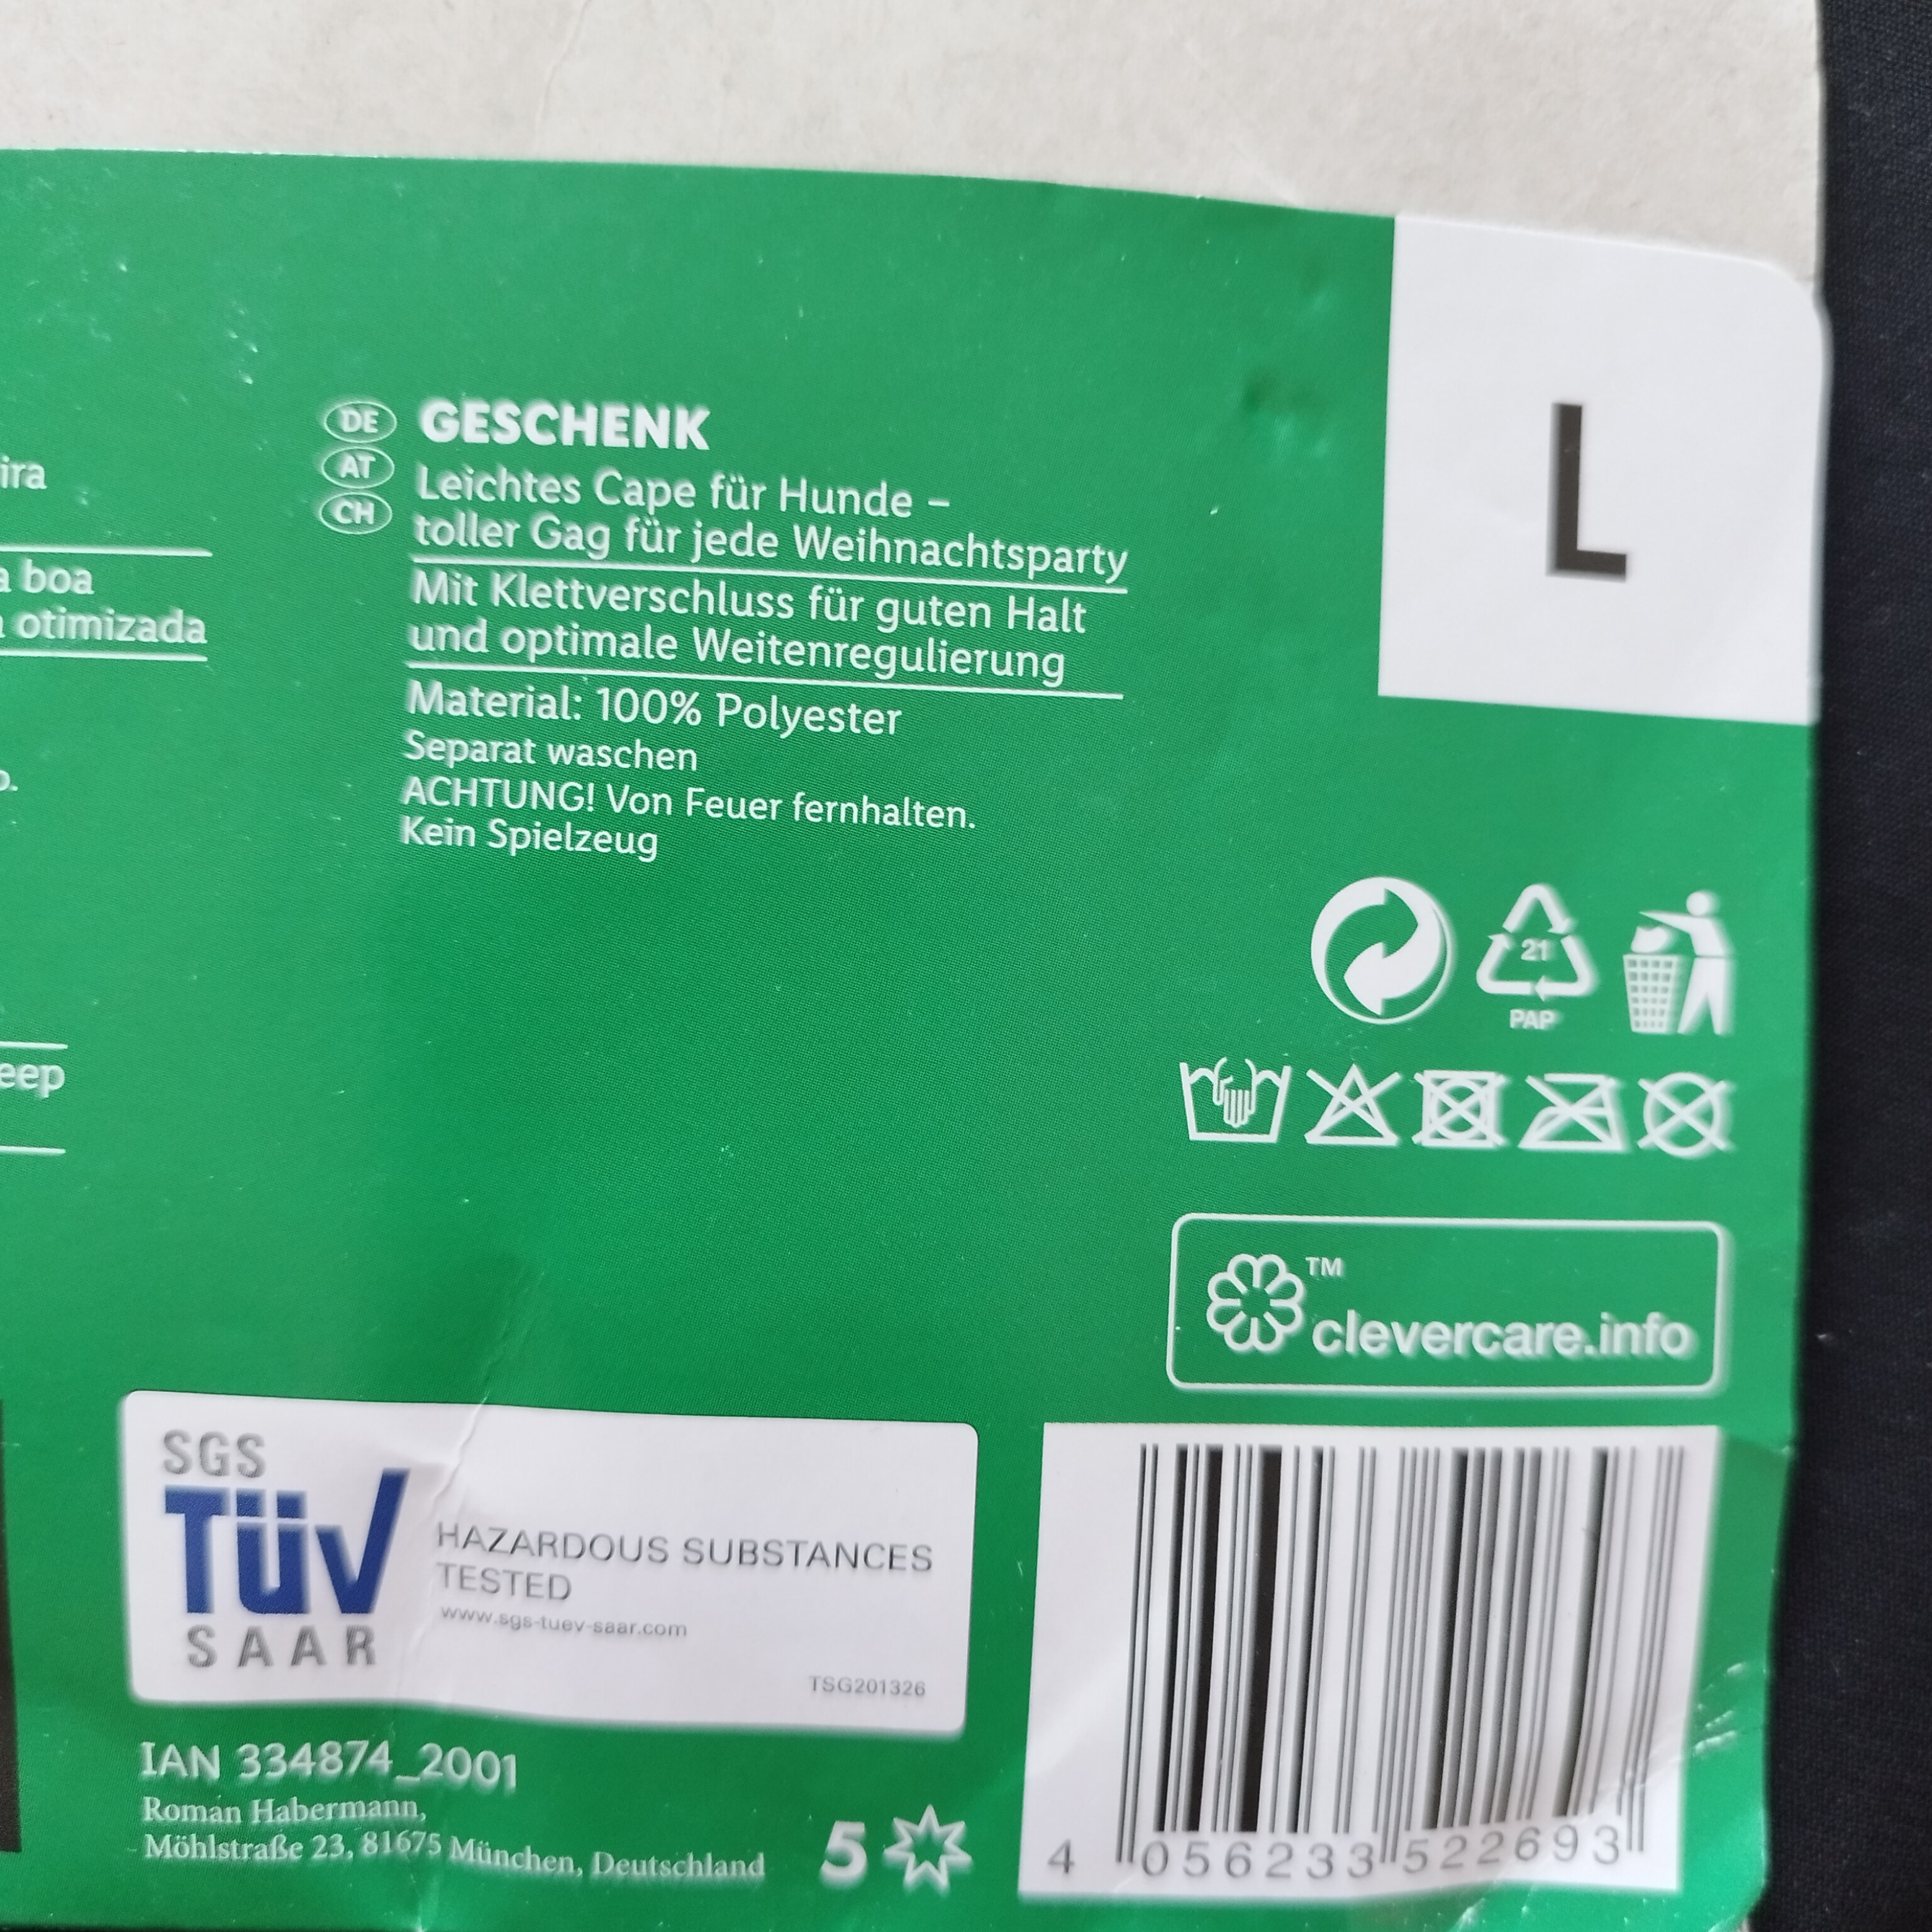 L
DE GESCHENK
AT Leichtes Cape für Hunde –
CH toller Gag für jede Weihnachtsparty
Mit Klettverschluss für guten Halt
und optimale Weitenregulierung
Material: 100% Polyester
Separat waschen
ACHTUNG! Von Feuer fernhalten.
Kein Spielzeug
boa
otimizada
21
PAP
TM
clevercare.info
SGS
TÜV
SAAR
HAZARDOUS SUBSTANCES
TESTED
www.sgs-tuev-saar.com
TSG201326
IAN 334874_2001
Roman Habermann,
Möhlstraße 23, 81675 München, Deutschland
5
4 056233 522693